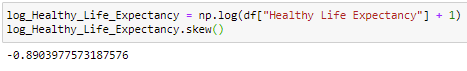 log_Healthy_Life_Expectancy = np.log(df["Healthy Life Expectancy"] + 1)
log_Healthy_Life_Expectancy.skew()
-0.8903977573187576